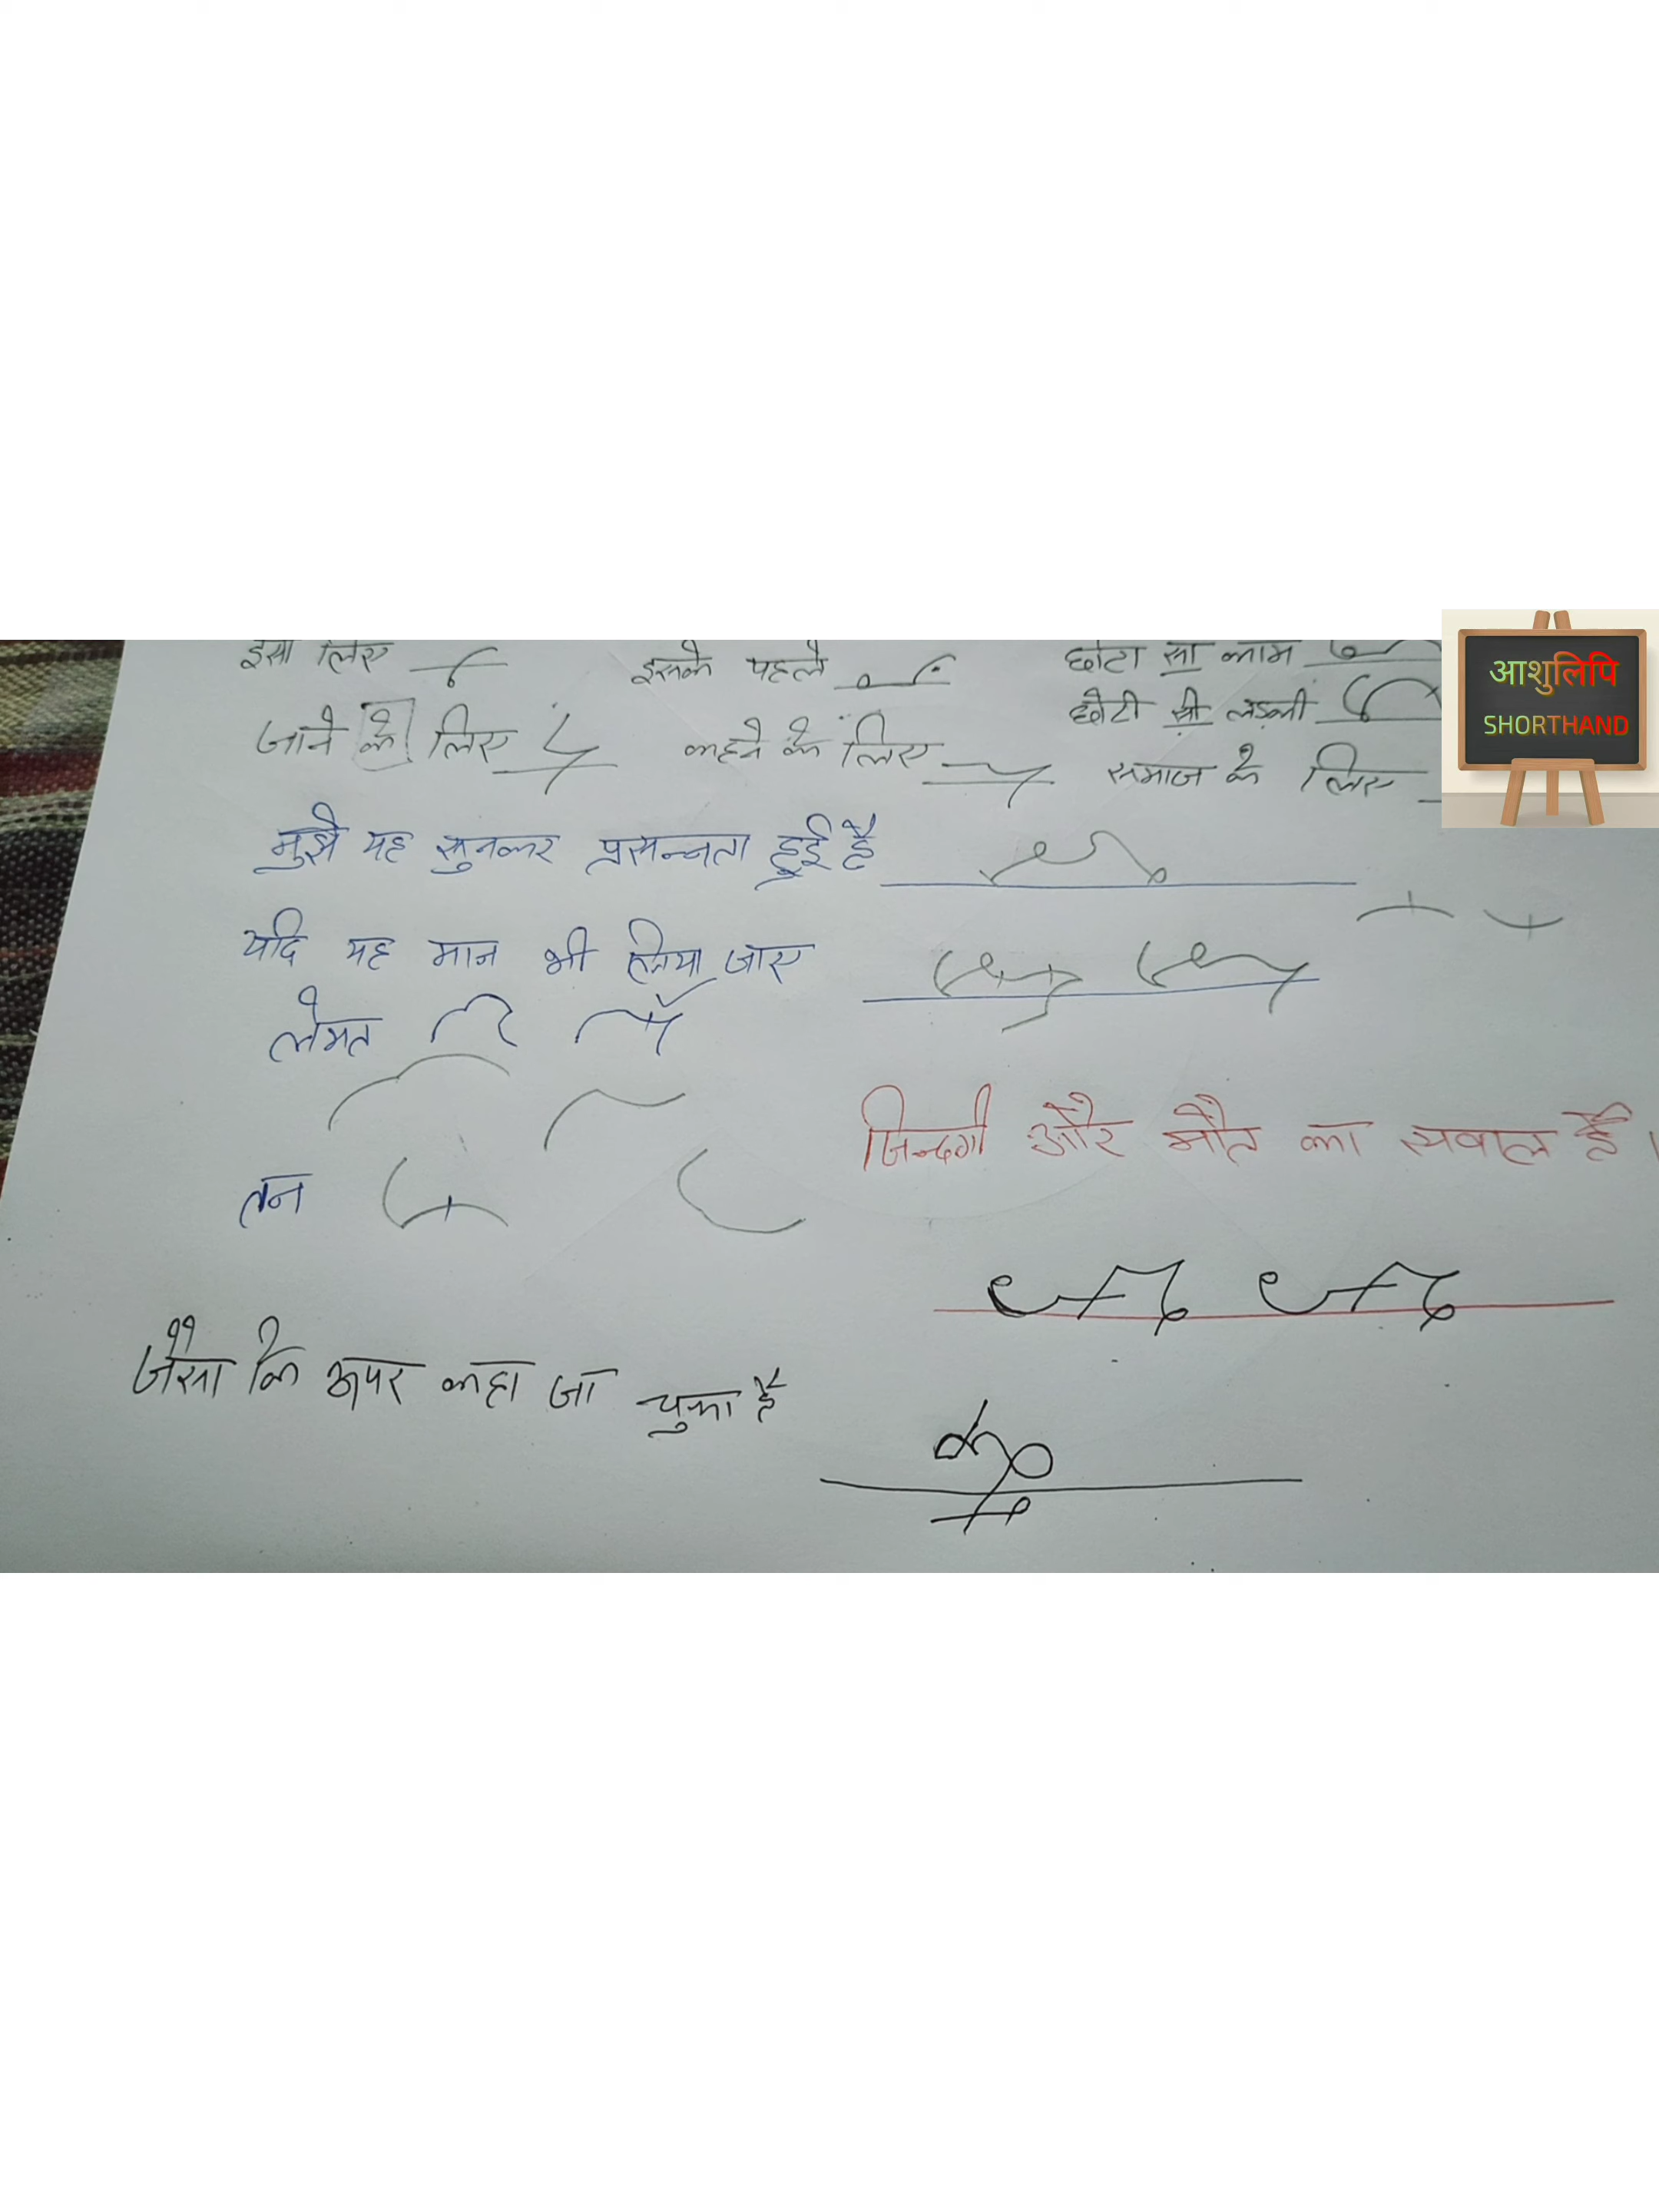 इसी लिए इसके पहले छोटा सा काम
छोटी सी लड़की
जाने के लिए कहने के लिए समाज के लिए
आशुलिपि
SHORTHAND
मुझे यह सुनकर प्रसन्नता हुई है
यदि यह मान भी लिया जाए
जिन्दगी और मौत का सवाल है।
तन
जैसा कि ऊपर कहा जा चुका है